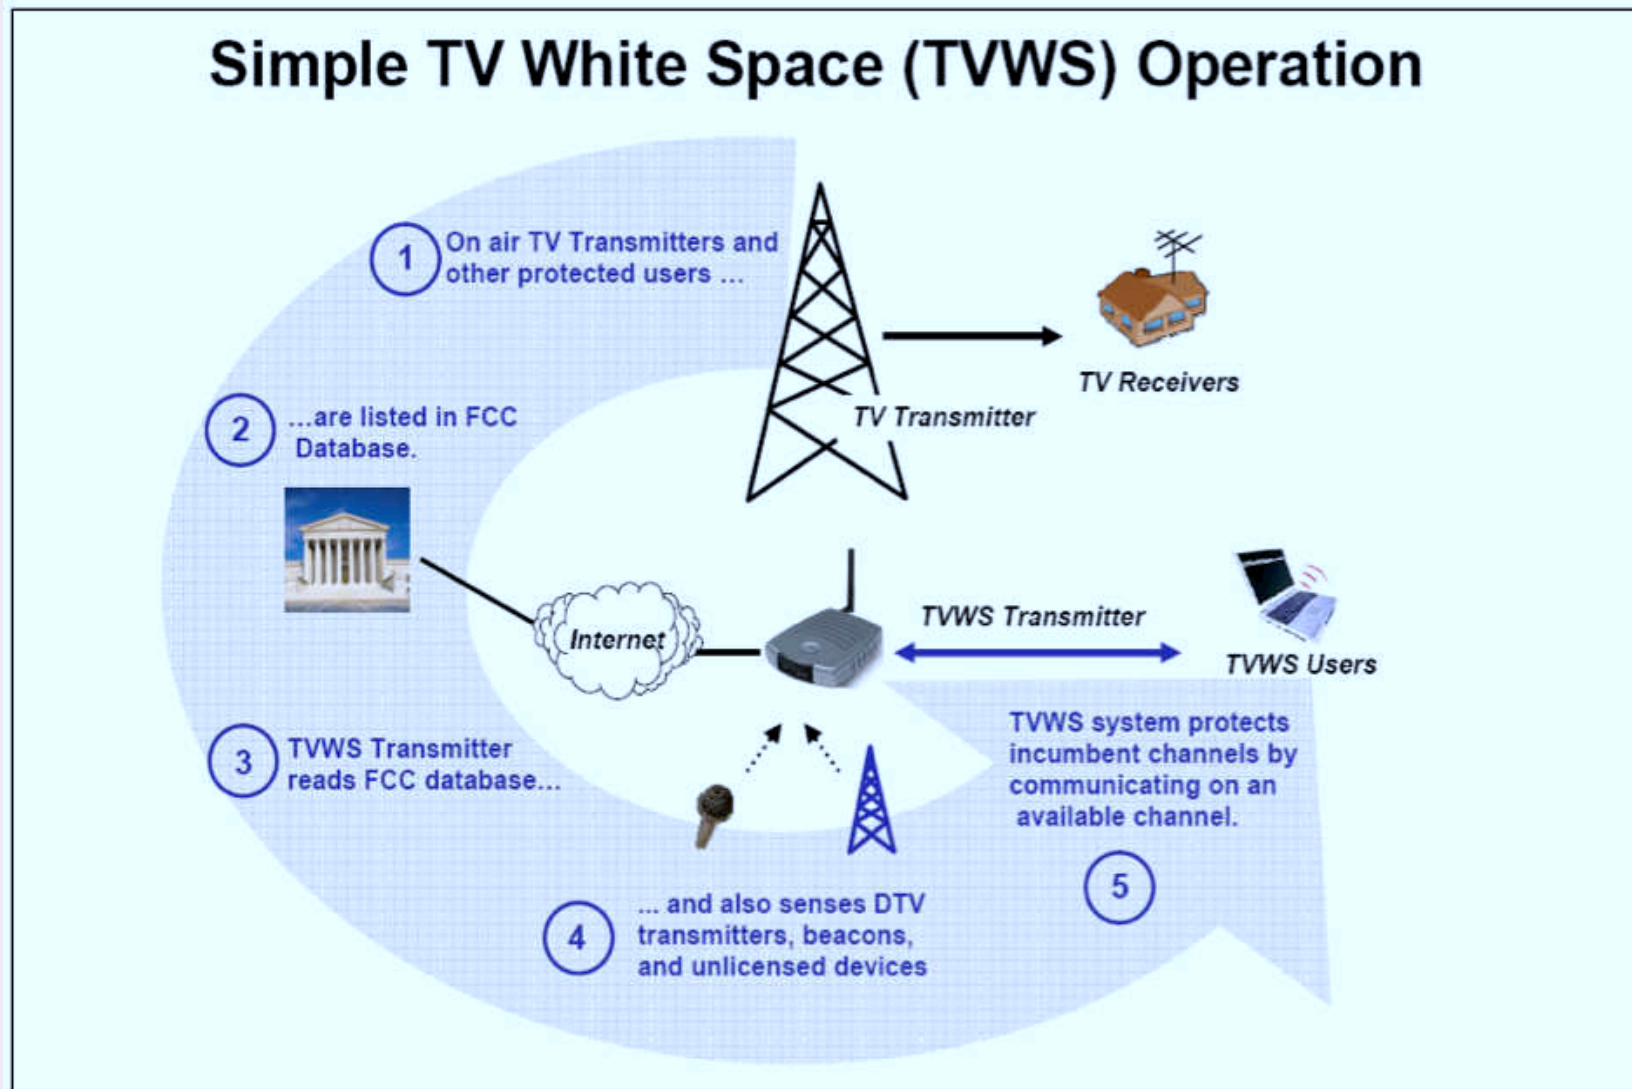 Simple TV White Space (TVWS) Operation
1
On air TV Transmitters and
other protected users ...
TV Receivers
2
...are listed in FCC
Database.
TV Transmitter
Internet
TVWS Transmitter
TVWS Users
3
TVWS Transmitter
reads FCC database...
4
... and also senses DTV
transmitters, beacons,
and unlicensed devices
TVWS system protects
incumbent channels by
communicating on an
available channel.
5